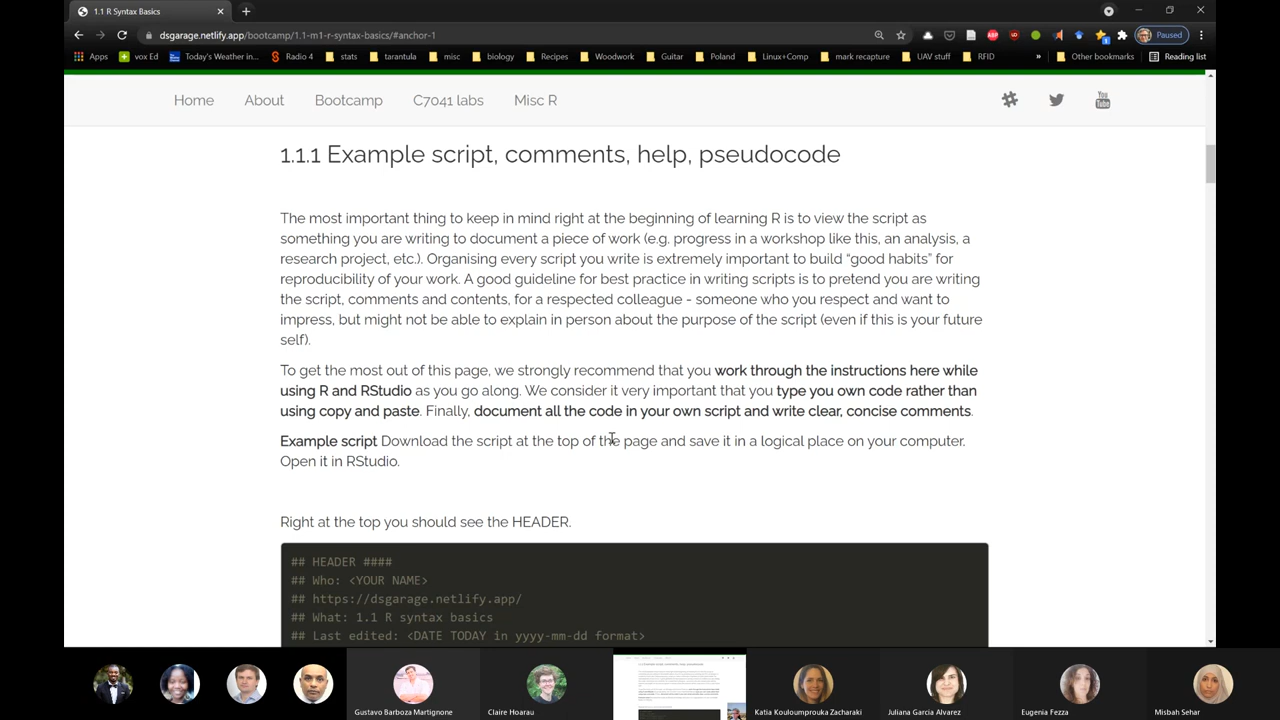 1.1 R Syntax Basics
dsgarage.netlify.app/bootcamp/1.1-m1-r-syntax-basics/#anchor-1
Paused
Apps vox Ed Today's Weather in... Radio 4 stats tarantula misc biology Recipes Woodwork Guitar Poland Linux+Comp mark recapture UAV stuff RFID » Other bookmarks Reading list
Home About Bootcamp C7041 labs Misc R
You Tube
1.1.1 Example script, comments, help, pseudocode
The most important thing to keep in mind right at the beginning of learning R is to view the script as
something you are writing to document a piece of work (e.g. progress in a workshop like this, an analysis, a
research project, etc.). Organising every script you write is extremely important to build “good habits” for
reproducibility of your work. A good guideline for best practice in writing scripts is to pretend you are writing
the script, comments and contents, for a respected colleague - someone who you respect and want to
impress, but might not be able to explain in person about the purpose of the script (even if this is your future
self).
To get the most out of this page, we strongly recommend that you work through the instructions here while
using R and RStudio as you go along. We consider it very important that you type you own code rather than
using copy and paste. Finally, document all the code in your own script and write clear, concise comments.
Example script Download the script at the top of the page and save it in a logical place on your computer.
Open it in RStudio.
Right at the top you should see the HEADER.
## HEADER ####
## Who: <YOUR NAME>
## https://dsgarage.netlify.app/
## What: 1.1 R syntax basics
## Last edited: <DATE TODAY in yyyy-mm-dd format>
Gustavo Barboza Martignone Claire Hoarau Katia Kouloumprouka Zacharaki Juliana Garcia Alvarez Eugenia Fezza Misbah Sehar